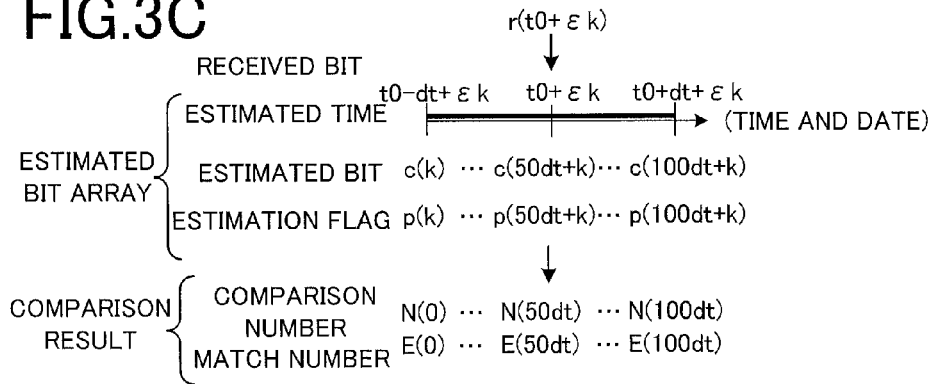 FIG.3C
r(t0+εk)
RECEIVED BIT
t0-dt+εk t0+εk t0+dt+εk
ESTIMATED TIME (TIME AND DATE)
ESTIMATED BIT ARRAY
ESTIMATED BIT c(k) ··· c(50dt+k)··· c(100dt+k)
ESTIMATION FLAG p(k) ··· p(50dt+k)··· p(100dt+k)
COMPARISON RESULT
COMPARISON NUMBER N(0) ··· N(50dt) ··· N(100dt)
MATCH NUMBER E(0) ··· E(50dt) ··· E(100dt)